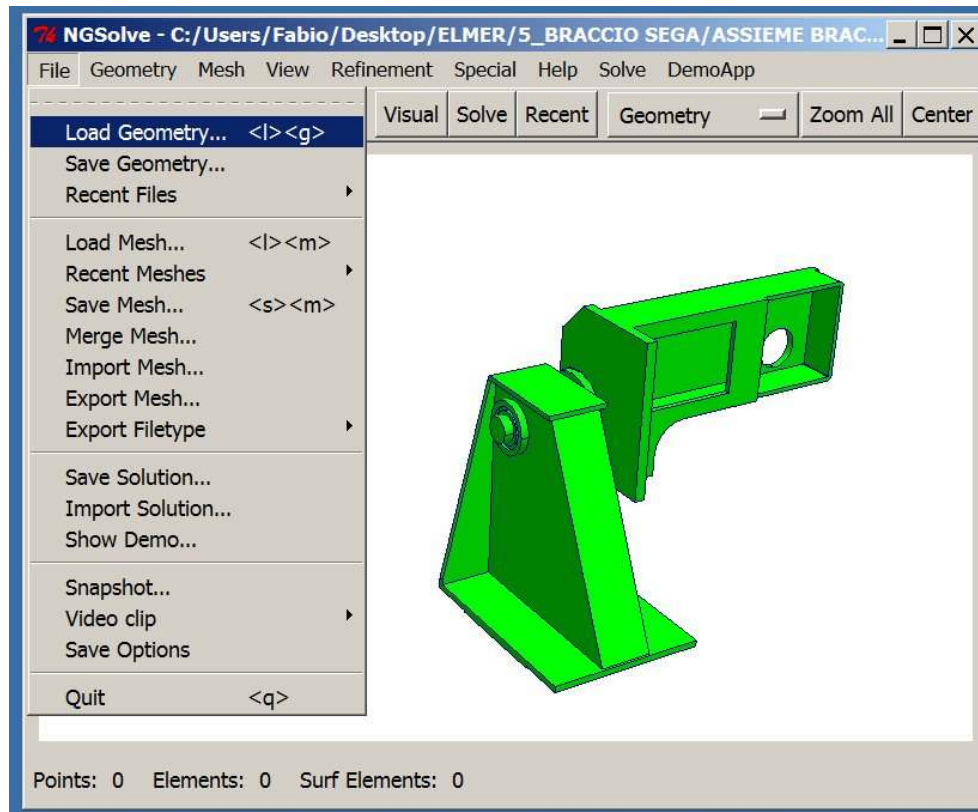 NGSolve - C:/Users/Fabio/Desktop/ELMER/5_BRACCIO SEGA/ASSIEME BRAC...
File Geometry Mesh View Refinement Special Help Solve DemoApp
Visual Solve Recent Geometry Zoom All Center
Load Geometry... <l><g>
Save Geometry...
Recent Files
Load Mesh... <l><m>
Recent Meshes
Save Mesh... <s><m>
Merge Mesh...
Import Mesh...
Export Mesh...
Export Filetype
Save Solution...
Import Solution...
Show Demo...
Snapshot...
Video clip
Save Options
Quit <q>
Points: 0 Elements: 0 Surf Elements: 0